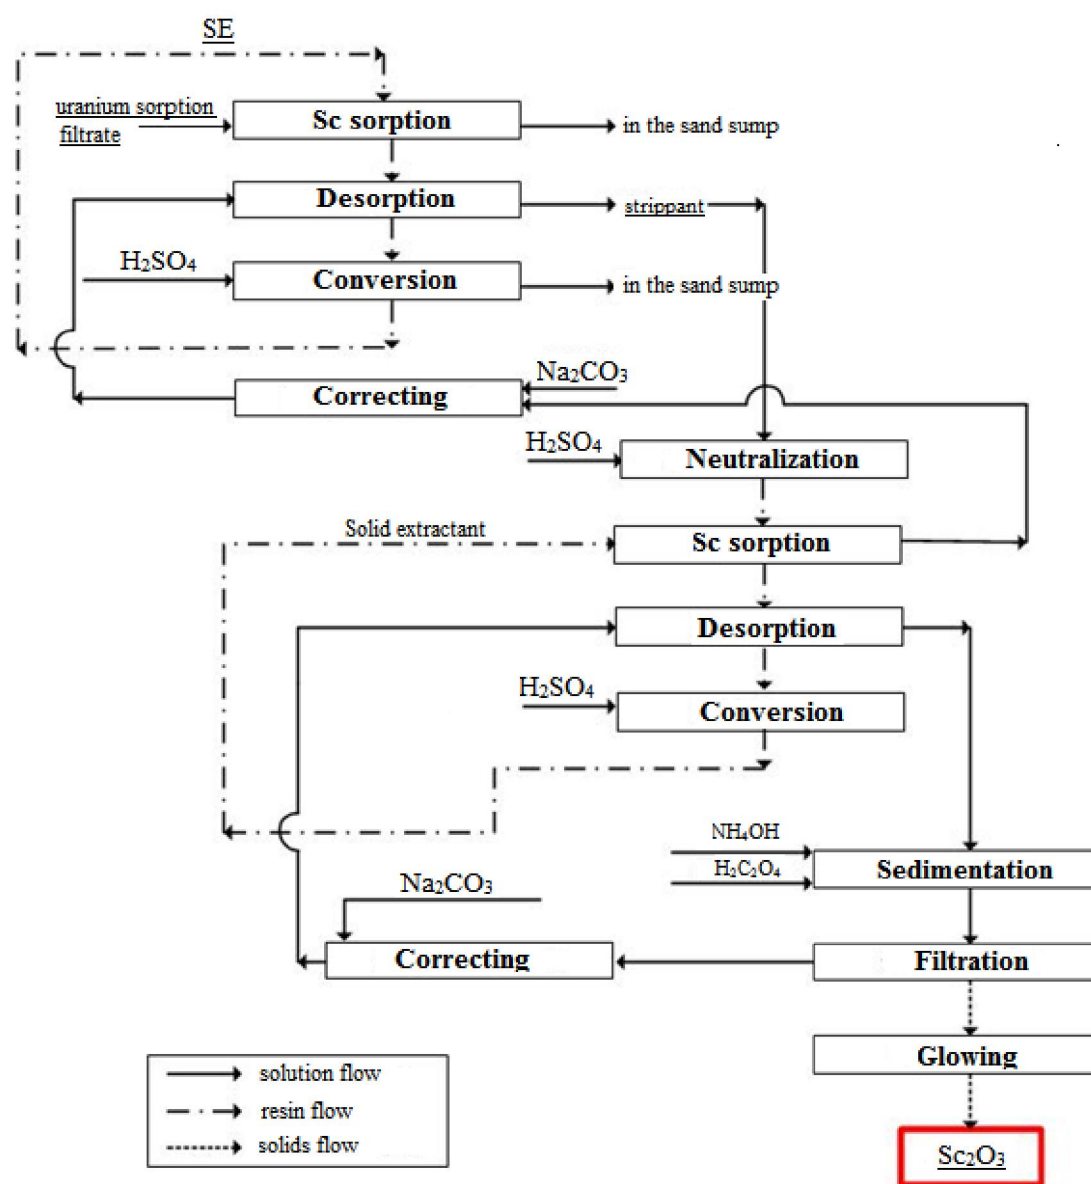 SE
uranium sorption
filtrate
Sc sorption
in the sand sump
Desorption
strippant
H₂SO₄
Conversion
in the sand sump
Na₂CO₃
Correcting
H₂SO₄
Neutralization
Solid extractant
Sc sorption
Desorption
H₂SO₄
Conversion
NH₄OH
H₂C₂O₄
Sedimentation
Na₂CO₃
Correcting
Filtration
Glowing
solution flow
resin flow
solids flow
Sc₂O₃